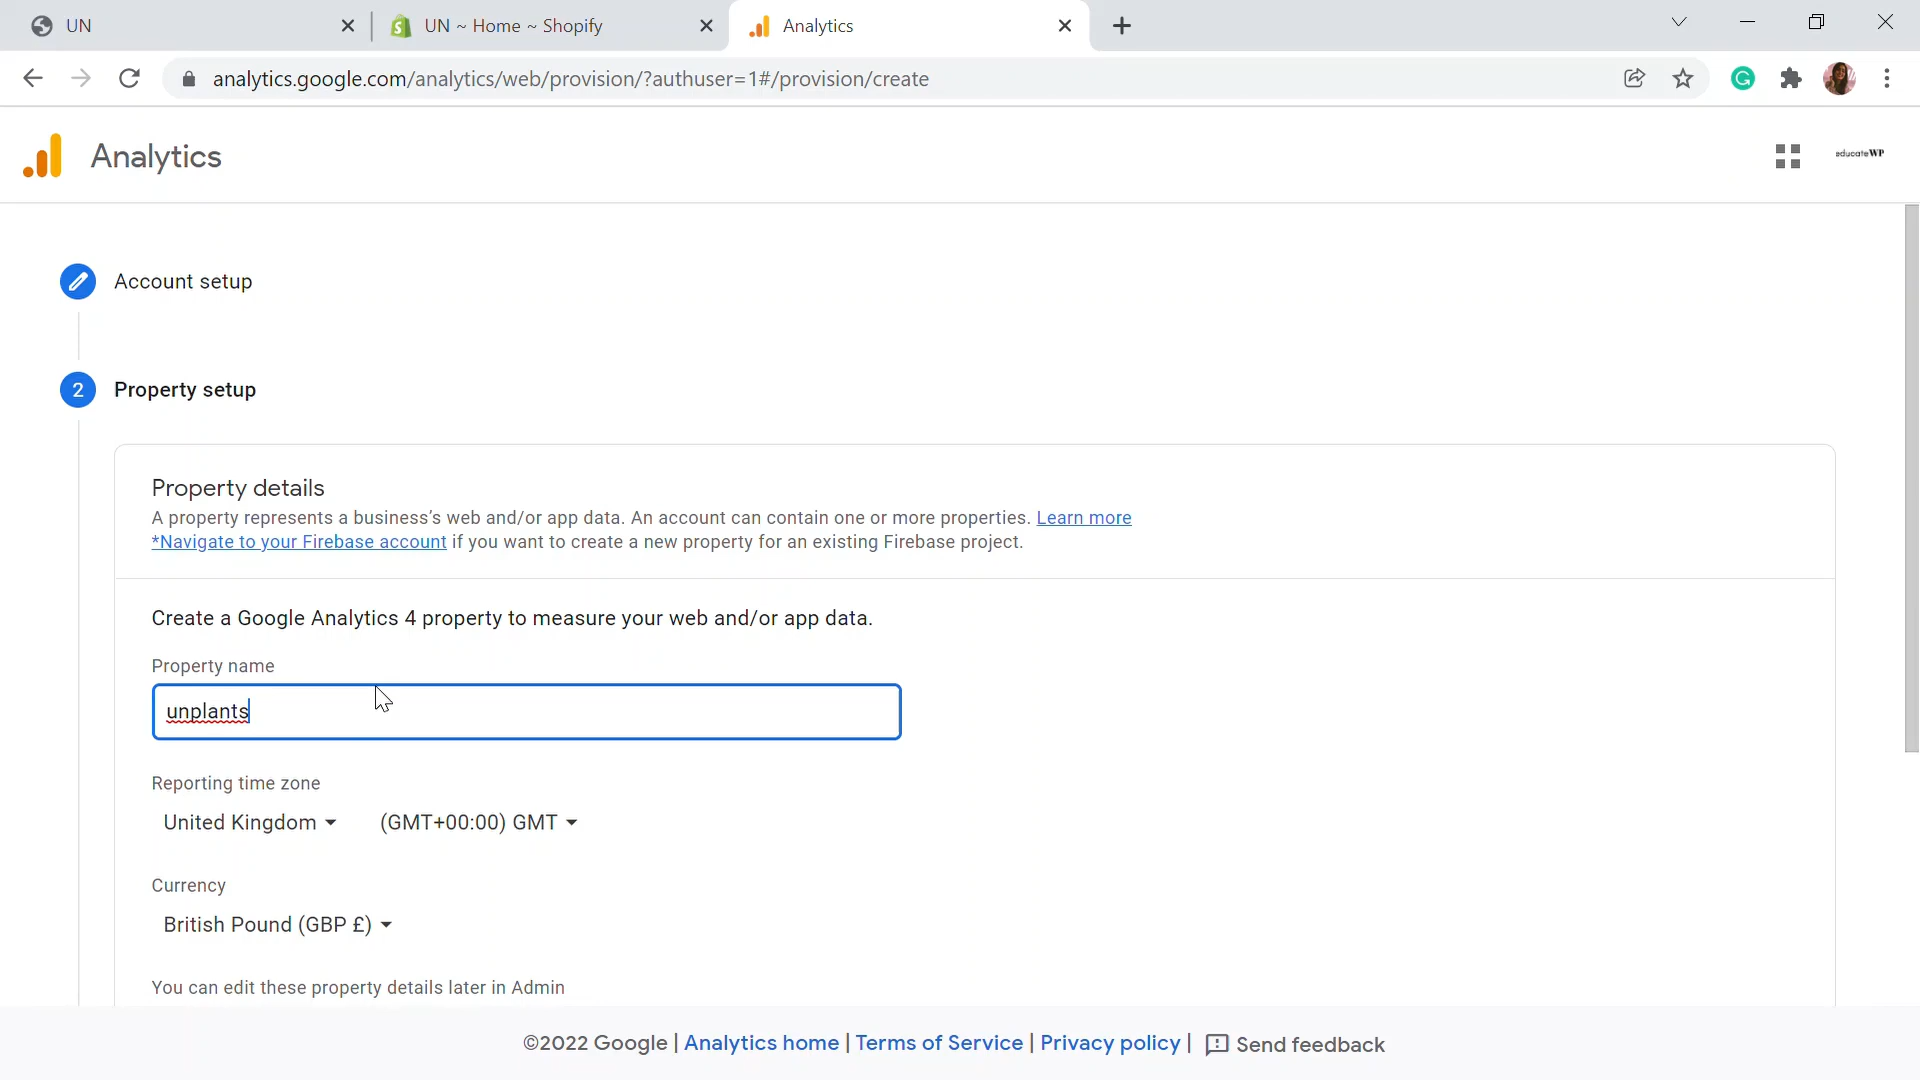 UN
UN ~ Home ~ Shopify
Analytics
analytics.google.com/analytics/web/provision/?authuser=1#/provision/create
Analytics
educateWP
Account setup
2 Property setup
Property details
A property represents a business's web and/or app data. An account can contain one or more properties. Learn more
*Navigate to your Firebase account if you want to create a new property for an existing Firebase project.
Create a Google Analytics 4 property to measure your web and/or app data.
Property name
unplants
Reporting time zone
United Kingdom (GMT+00:00) GMT
Currency
British Pound (GBP £)
You can edit these property details later in Admin
©2022 Google | Analytics home | Terms of Service | Privacy policy | Send feedback